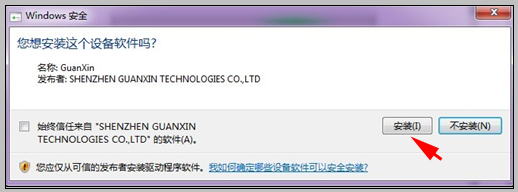 Windows 安全
您想安装这个设备软件吗?
名称: GuanXin
发布者: SHENZHEN GUANXIN TECHNOLOGIES CO.,LTD
始终信任来自 "SHENZHEN GUANXIN
TECHNOLOGIES CO.,LTD" 的软件(A)。
安装(I)
不安装(N)
您应仅从可信的发布者安装驱动程序软件。我如何确定哪些设备软件可以安全安装?